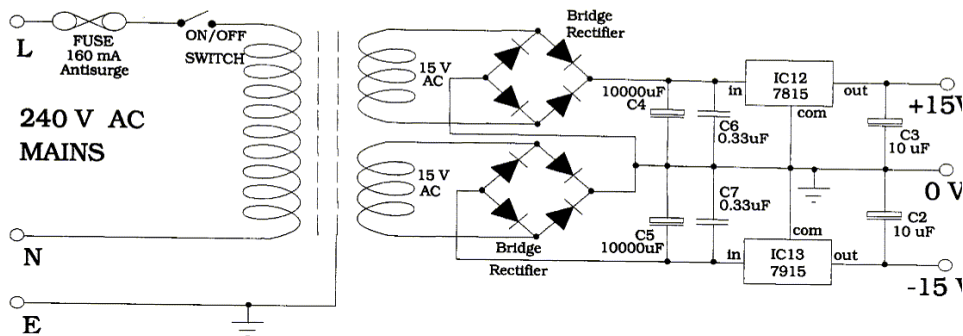 L
FUSE
160 mA
Antisurge
ON/OFF
SWITCH
240 V AC
MAINS
N
E
15 V
AC
15 V
AC
Bridge
Rectifier
Bridge
Rectifier
10000uF
C4
C6
0.33uF
in
IC12
7815
com
out
C3
10 uF
+15V
C7
0.33uF
C5
10000uF
in
com
IC13
7915
out
C2
10 uF
0 V
-15 V